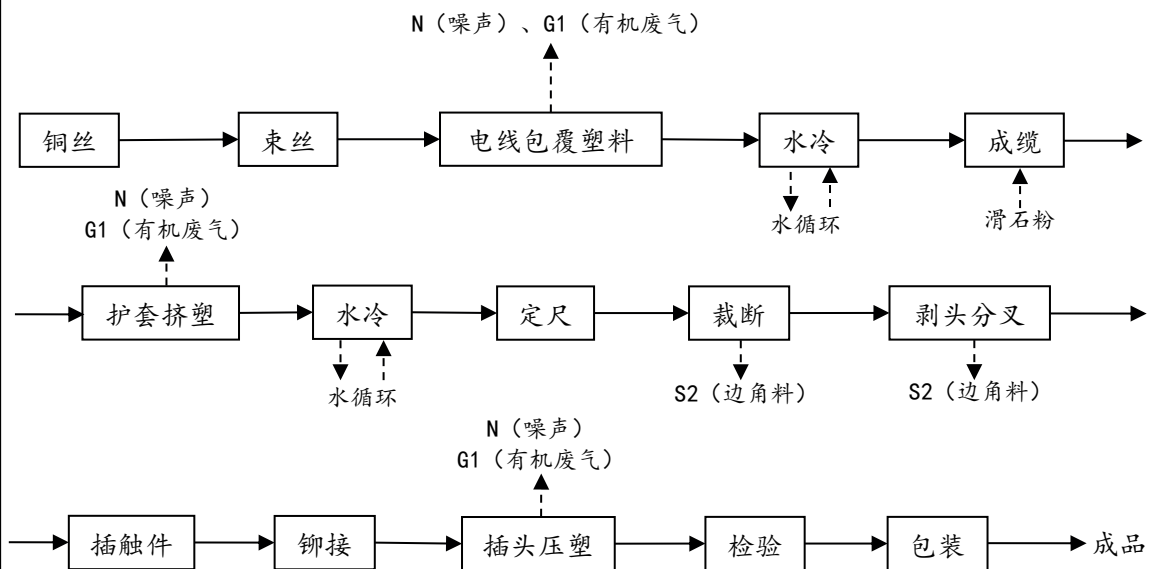 N（噪声）、G1（有机废气）
铜丝 束丝 电线包覆塑料 水冷 成缆
水循环 滑石粉
N（噪声）
G1（有机废气）
护套挤塑 水冷 定尺 裁断 剥头分叉
水循环 S2（边角料） S2（边角料）
N（噪声）
G1（有机废气）
插触件 铆接 插头压塑 检验 包装 成品